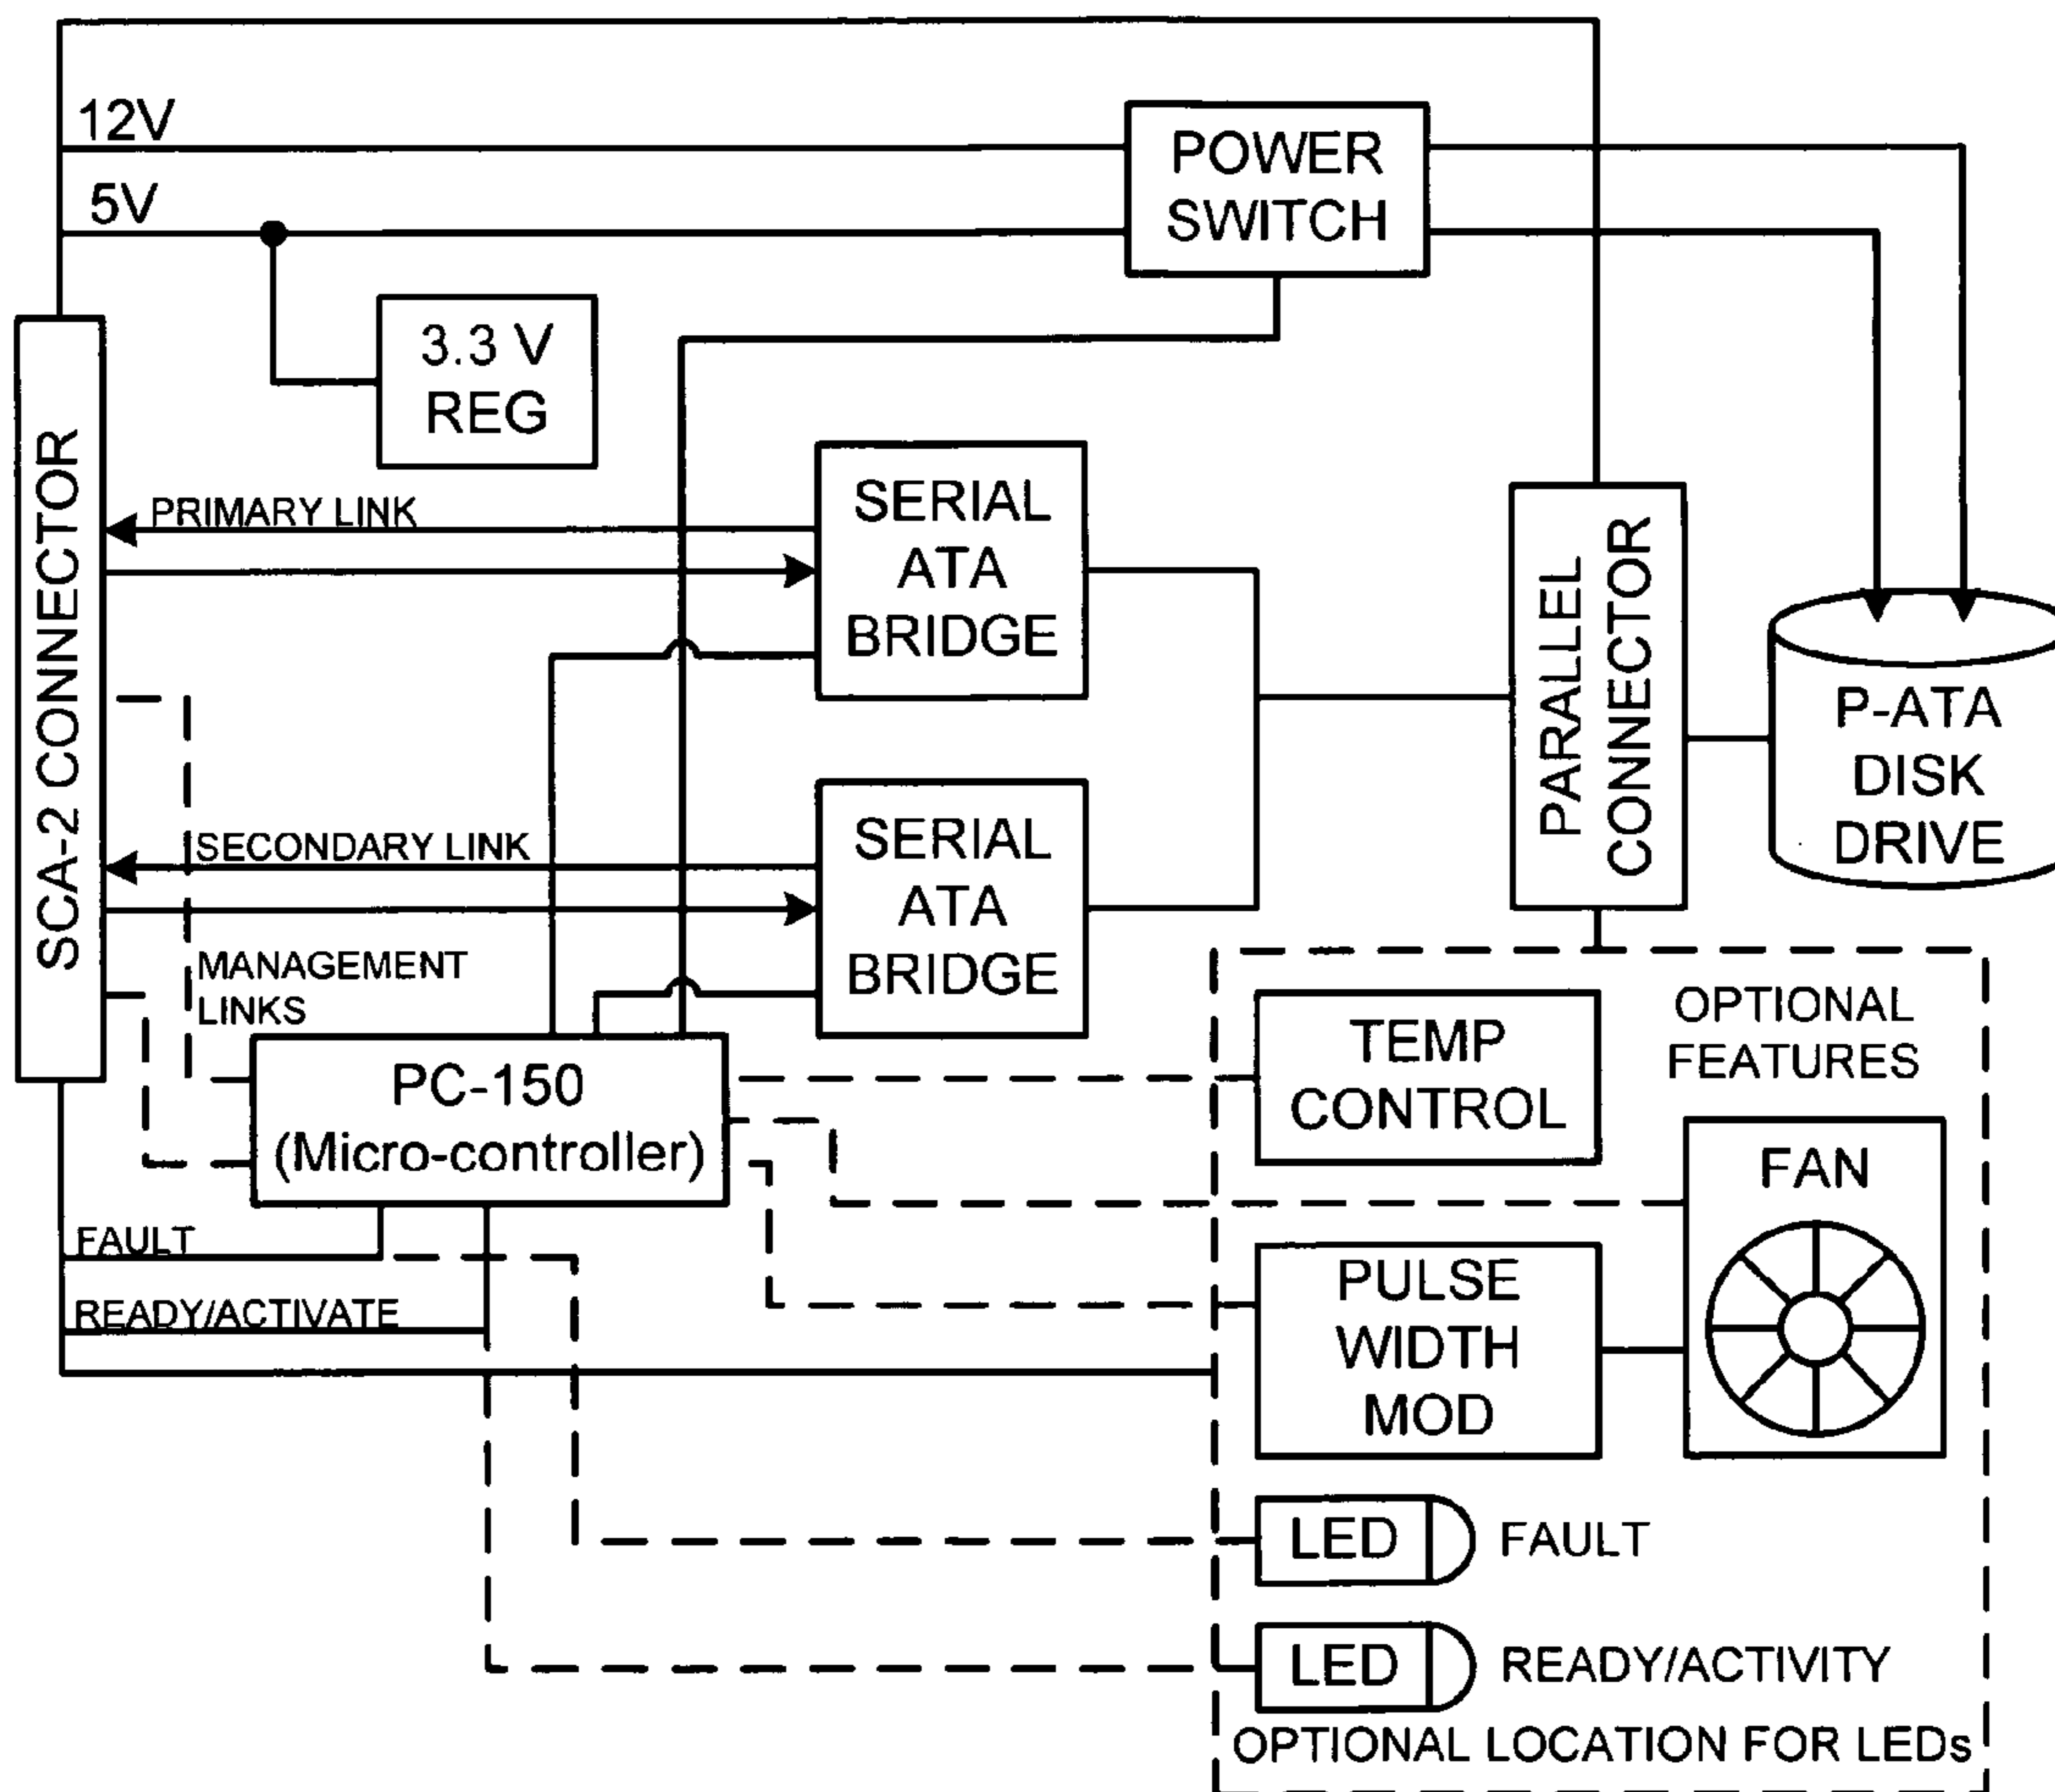 12V
5V
POWER
SWITCH
3.3 V
REG
SCA-2 CONNECTOR
PRIMARY LINK
SERIAL
ATA
BRIDGE
PARALLEL
CONNECTOR
P-ATA
DISK
DRIVE
SECONDARY LINK
SERIAL
ATA
BRIDGE
MANAGEMENT
LINKS
PC-150
(Micro-controller)
OPTIONAL
FEATURES
TEMP
CONTROL
FAN
FAULT
READY/ACTIVATE
PULSE
WIDTH
MOD
LED
FAULT
LED
READY/ACTIVITY
OPTIONAL LOCATION FOR LEDs